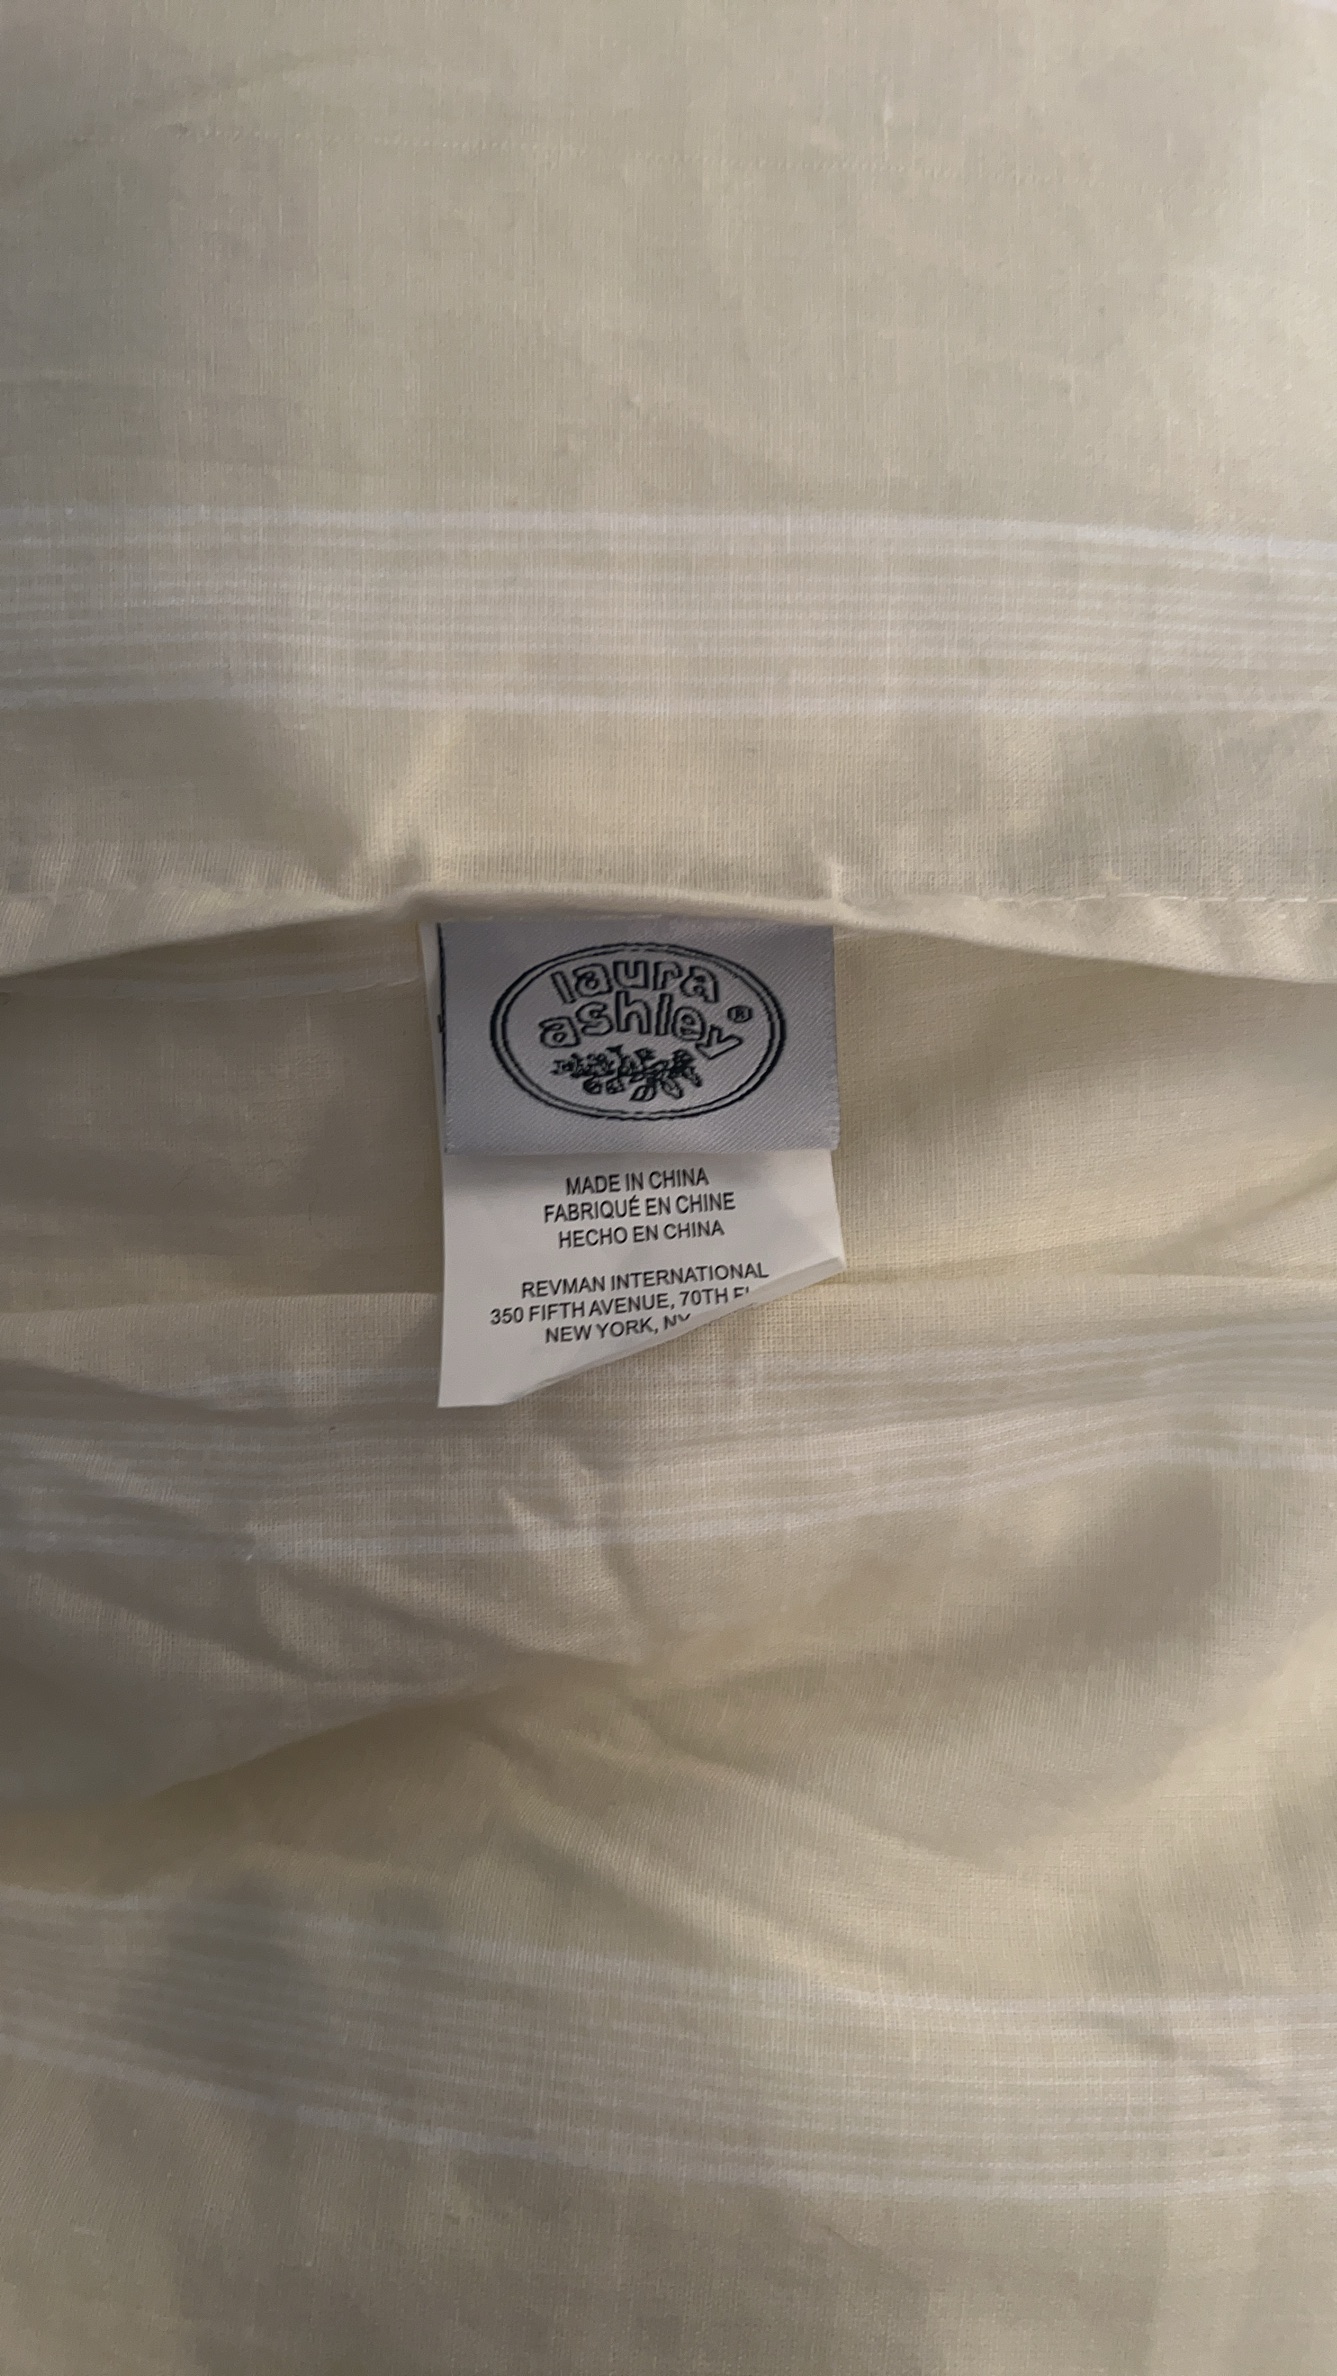 laura
ashley®
MADE IN CHINA
FABRIQUÉ EN CHINE
HECHO EN CHINA
REVMAN INTERNATIONAL
350 FIFTH AVENUE, 70TH
NEW YORK, NY